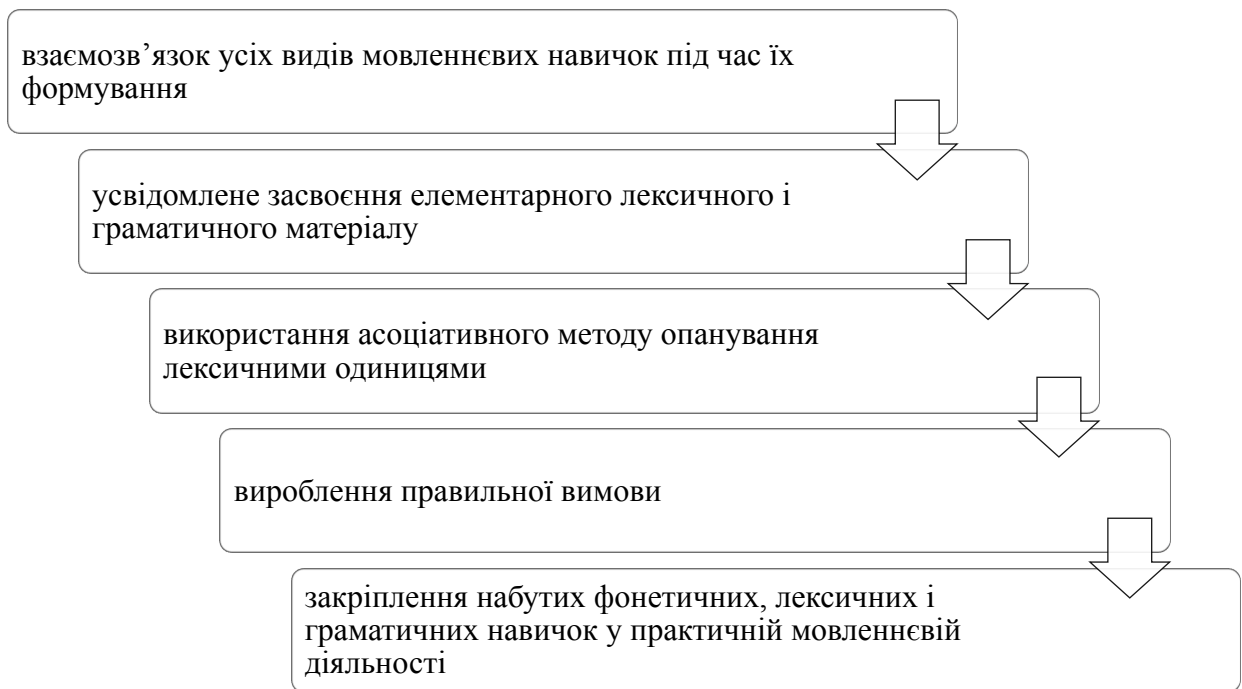 взаємозв’язок усіх видів мовленнєвих навичок під час їх
формування
усвідомлене засвоєння елементарного лексичного і
граматичного матеріалу
використання асоціативного методу опанування
лексичними одиницями
вироблення правильної вимови
закріплення набутих фонетичних, лексичних і
граматичних навичок у практичній мовленнєвій
діяльності